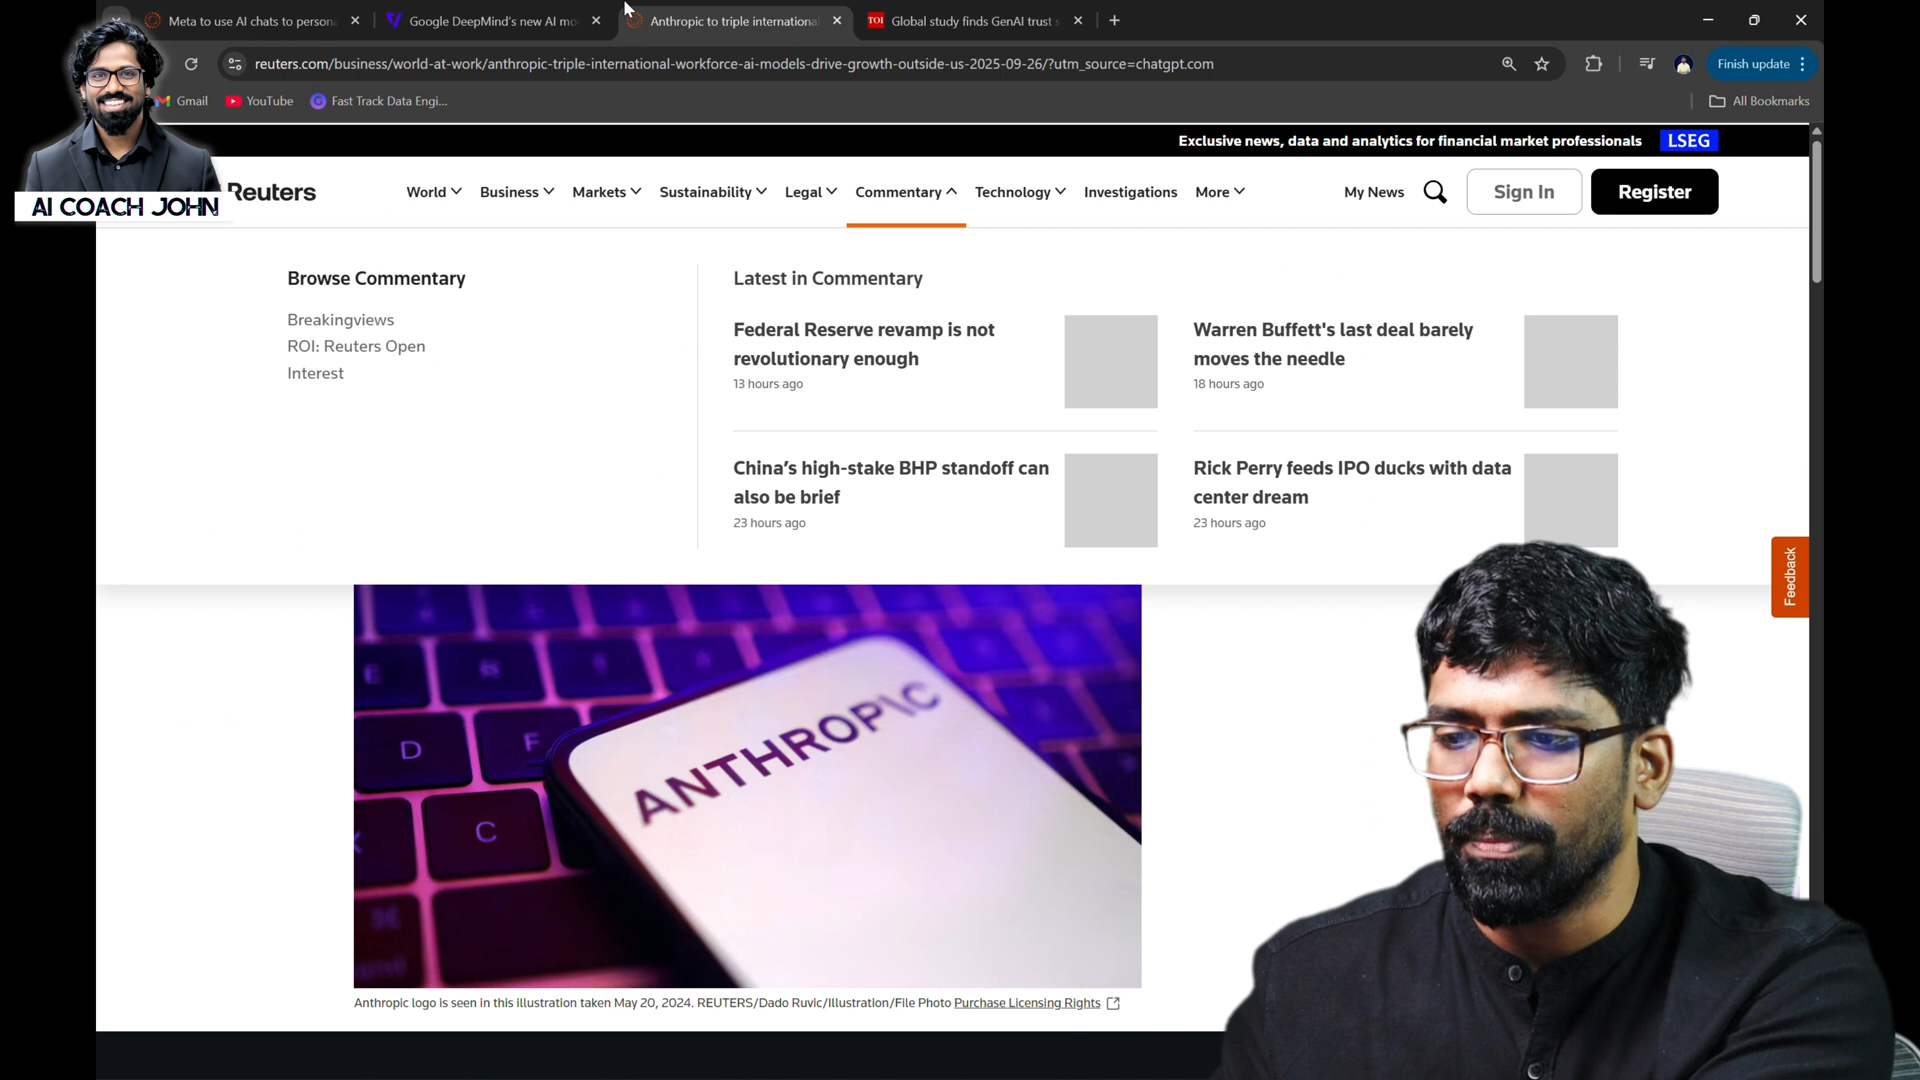 Meta to use AI chats to persona
Google DeepMind's new AI mo
Anthropic to triple international
TOI
Global study finds GenAI trust s
reuters.com/business/world-at-work/anthropic-triple-international-workforce-ai-models-drive-growth-outside-us-2025-09-26/?utm_source=chatgpt.com
Finish update
Gmail
YouTube
Fast Track Data Engi...
All Bookmarks
AI COACH JOHN
Exclusive news, data and analytics for financial market professionals
LSEG
Reuters
World
Business
Markets
Sustainability
Legal
Commentary
Technology
Investigations
More
My News
Sign In
Register
Browse Commentary
Breakingviews
ROI: Reuters Open
Interest
Latest in Commentary
Federal Reserve revamp is not
revolutionary enough
13 hours ago
Warren Buffett's last deal barely
moves the needle
18 hours ago
China's high-stake BHP standoff can
also be brief
23 hours ago
Rick Perry feeds IPO ducks with data
center dream
23 hours ago
Feedback
ANTHROP\C
E
R
D
F
C
Anthropic logo is seen in this illustration taken May 20, 2024. REUTERS/Dado Ruvic/Illustration/File Photo Purchase Licensing Rights